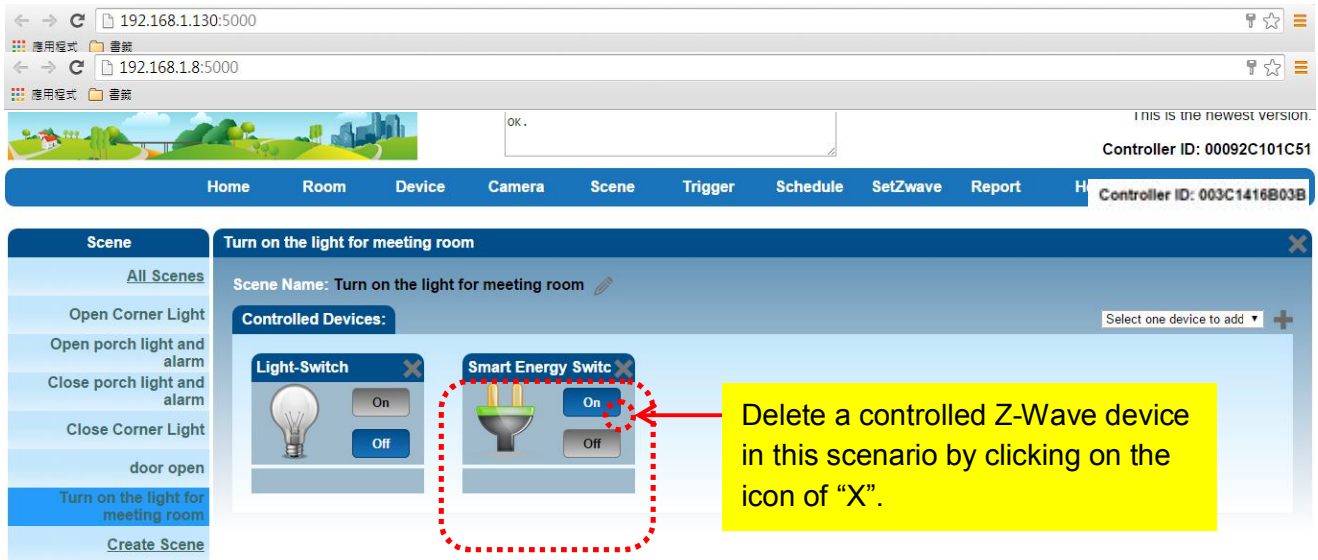 192.168.1.130:5000
應用程式 書籤
192.168.1.8:5000
應用程式 書籤
OK.
This is the newest version.
Controller ID: 00092C101C51
Home Room Device Camera Scene Trigger Schedule SetZwave Report
Controller ID: 003C1416B03B
Scene
All Scenes
Open Corner Light
Open porch light and
alarm
Close porch light and
alarm
Close Corner Light
door open
Turn on the light for
meeting room
Create Scene
Turn on the light for meeting room
Scene Name: Turn on the light for meeting room
Controlled Devices:
Select one device to add
Light-Switch
On
Off
Smart Energy Switc
On
Off
Delete a controlled Z-Wave device
in this scenario by clicking on the
icon of “X”.